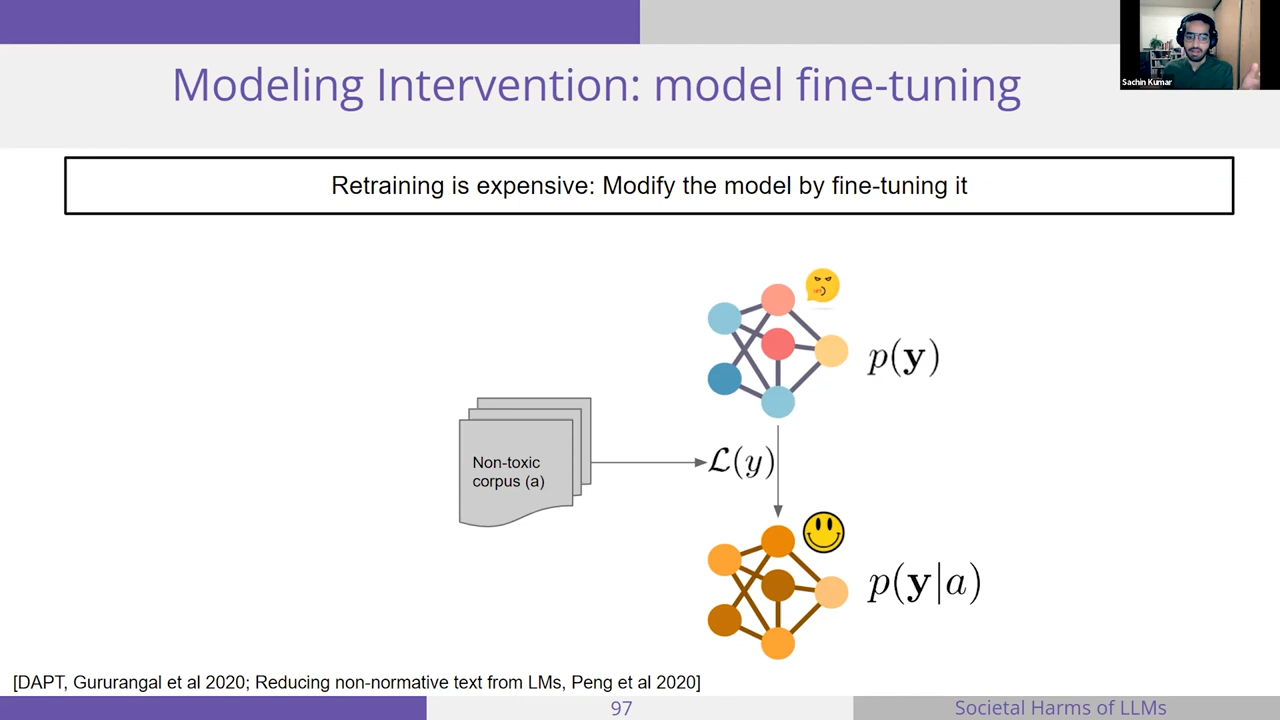 Modeling Intervention: model fine-tuning
Sachin Kumar
Retraining is expensive: Modify the model by fine-tuning it
p(y)
Non-toxic
corpus (a)
ℒ(y)
p(y|a)
[DAPT, Gururangal et al 2020; Reducing non-normative text from LMs, Peng et al 2020]
97
Societal Harms of LLMs